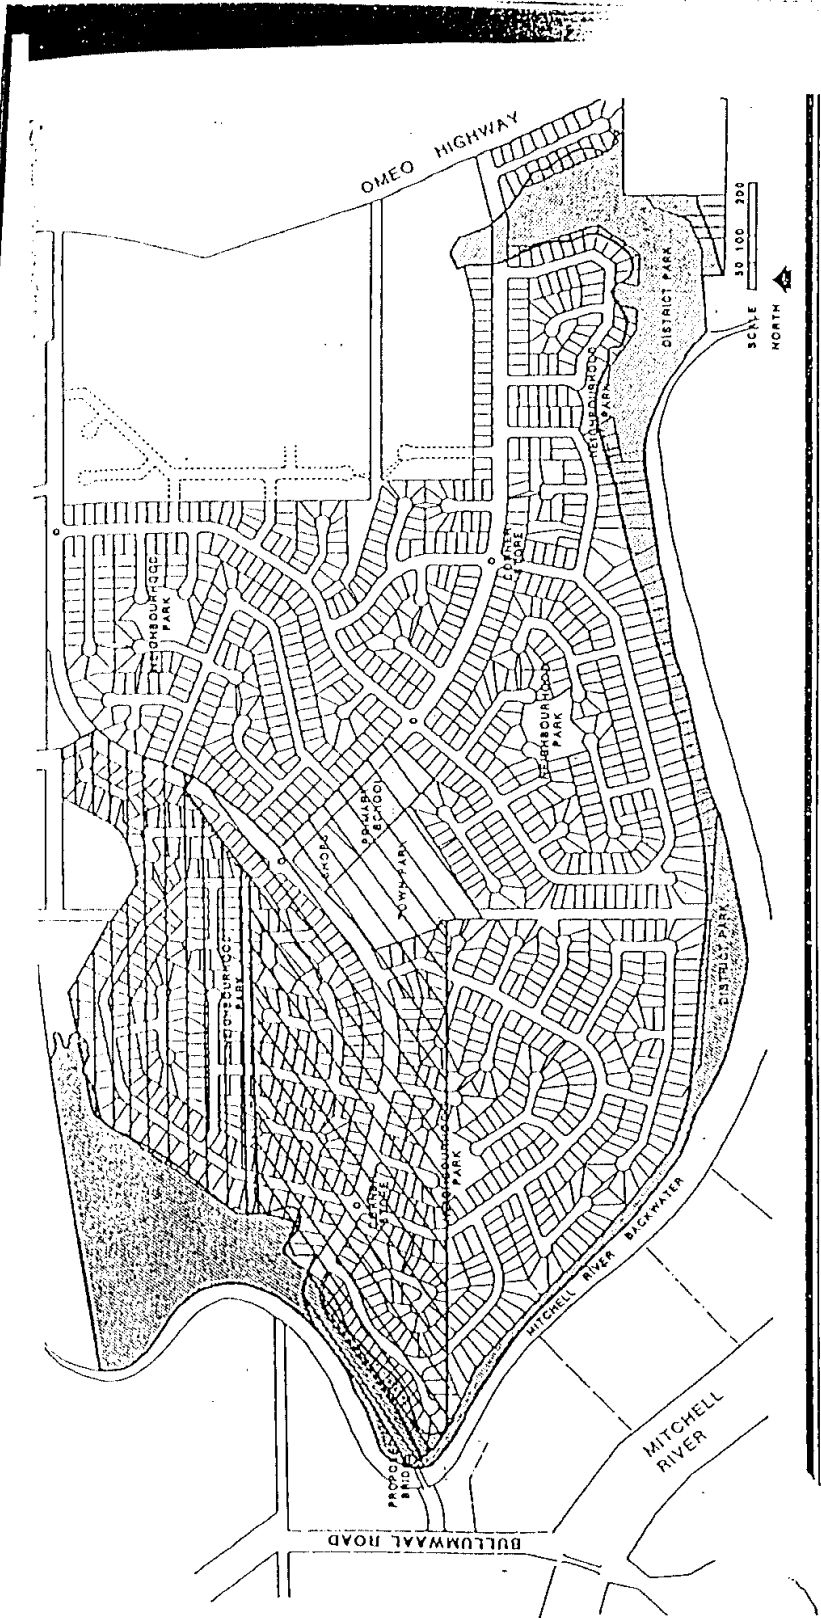 OMEO HIGHWAY
50 100 200
SCALE
NORTH
DISTRICT PARK
NEIGHBOURHOOD
PARK
CORNER
STORE
NEIGHBOURHOOD
PARK
NEIGHBOURHOOD
PARK
PRIMARY
SCHOOL
SHOPS
TOWN PARK
NEIGHBOURHOOD
PARK
DISTRICT PARK
NEIGHBOURHOOD
PARK
CORNER
STORE
MITCHELL RIVER BACKWATER
MITCHELL
RIVER
PROPOSED
BRIDGE
BULLUMWAAL ROAD